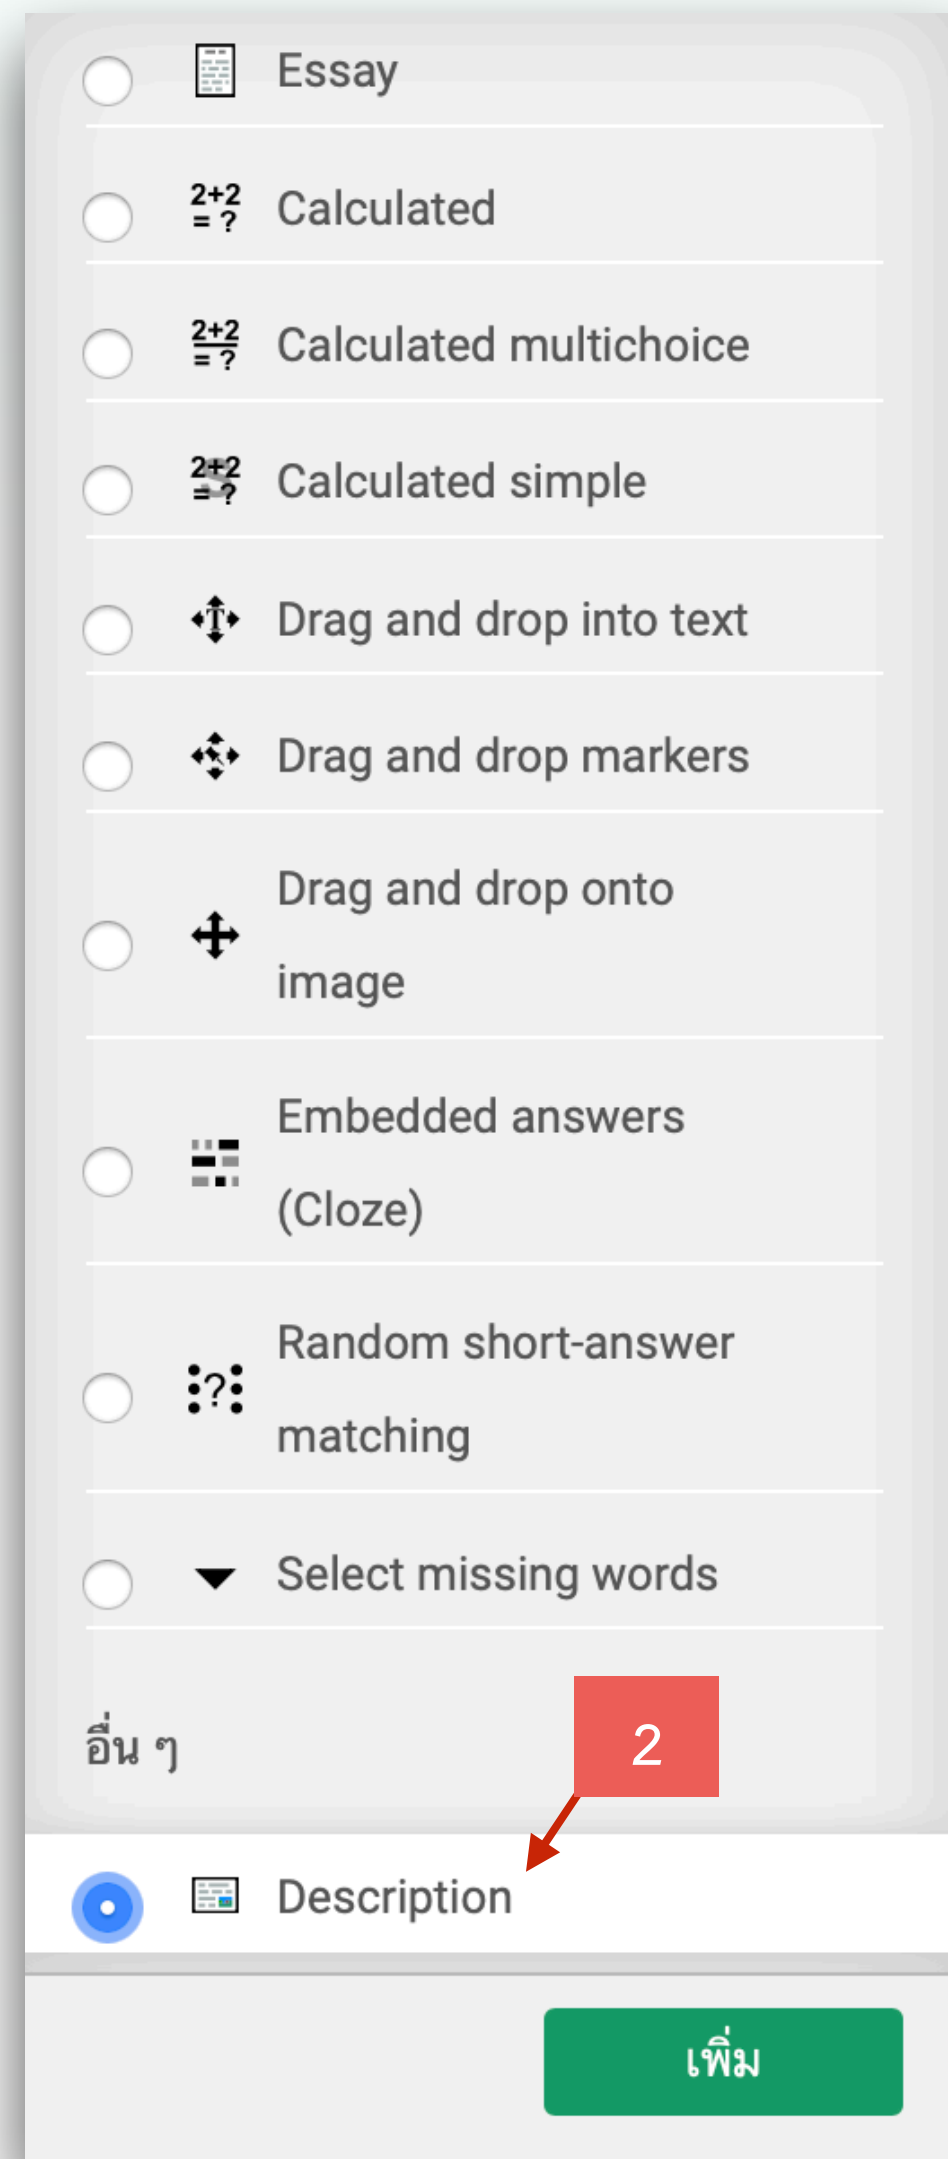 Essay
2+2
= ?
Calculated
2+2
= ?
Calculated multichoice
2+2
= ?
Calculated simple
Drag and drop into text
Drag and drop markers
Drag and drop onto
image
Embedded answers
(Cloze)
?
Random short-answer
matching
Select missing words
อื่น ๆ
2
Description
เพิ่ม